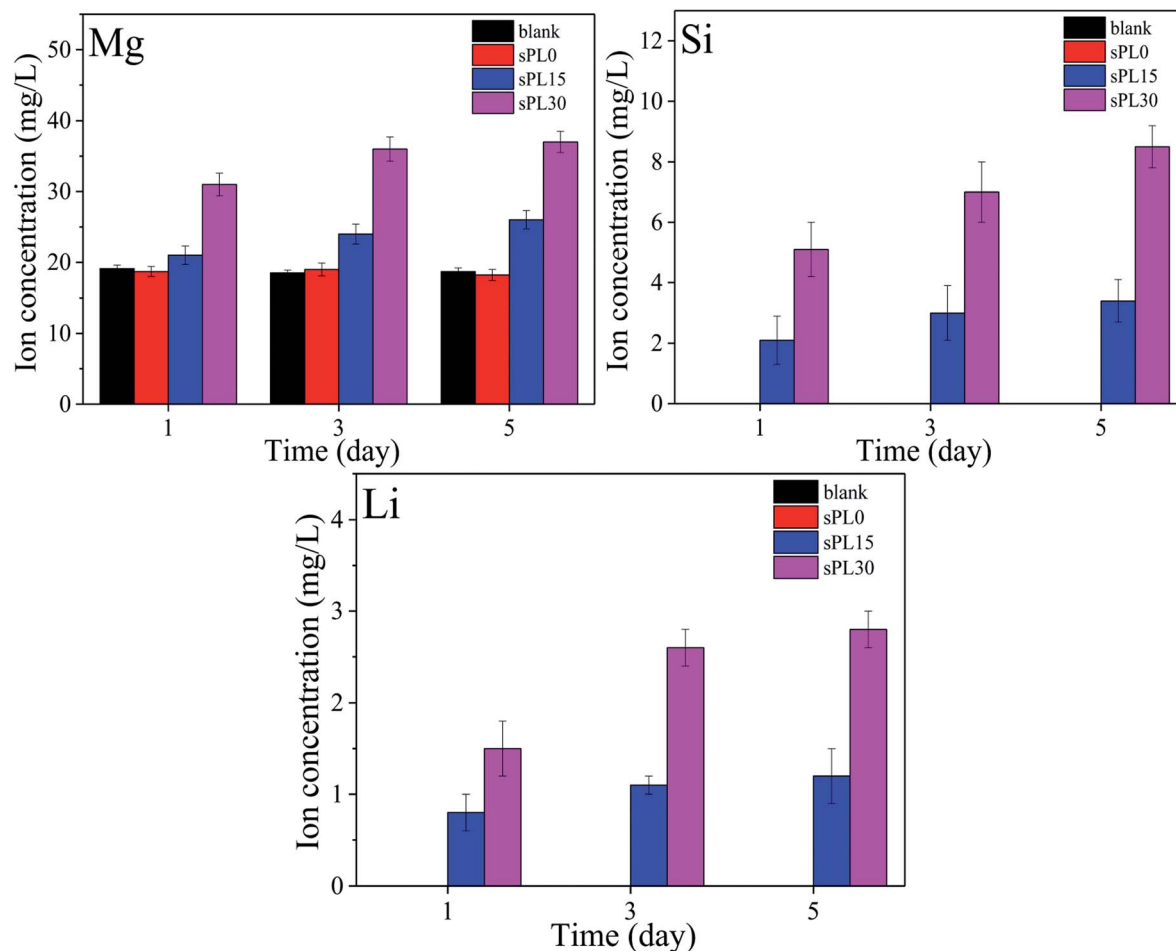 Mg
blank
sPL0
sPL15
sPL30
Ion concentration (mg/L)
50
40
30
20
10
0
1 3 5
Time (day)
Si
blank
sPL0
sPL15
sPL30
Ion concentration (mg/L)
12
10
8
6
4
2
0
1 3 5
Time (day)
Li
blank
sPL0
sPL15
sPL30
Ion concentration (mg/L)
4
3
2
1
0
1 3 5
Time (day)